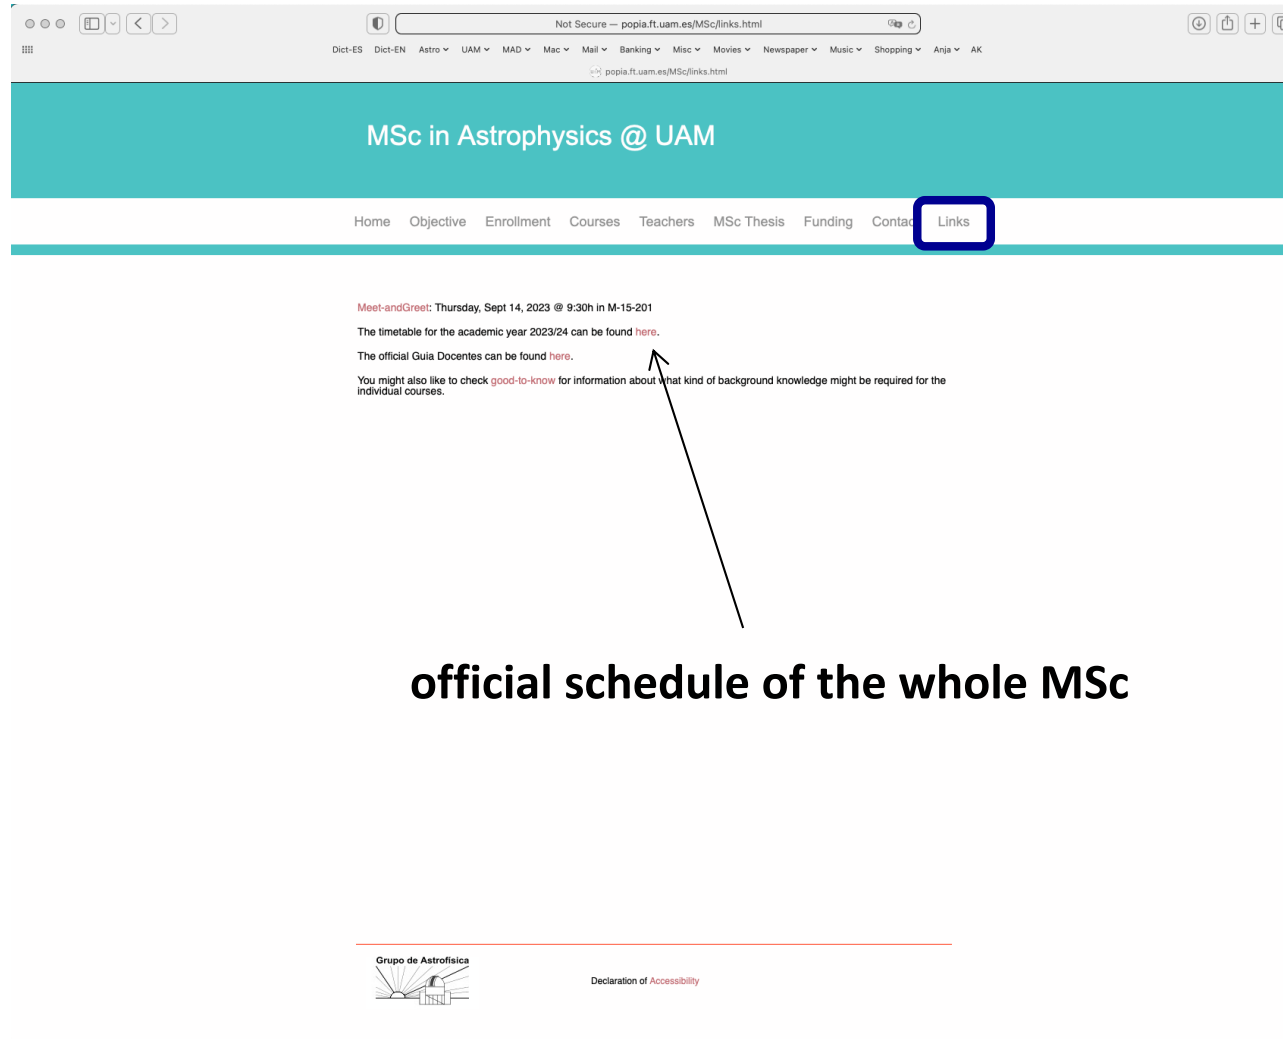 Not Secure — popia.ft.uam.es/MSc/links.html
Dict-ES Dict-EN Astro UAM MAD Mac Mail Banking Misc Movies Newspaper Music Shopping Anja AK
popia.ft.uam.es/MSc/links.html
MSc in Astrophysics @ UAM
Home Objective Enrollment Courses Teachers MSc Thesis Funding Contac Links
Meet-andGreet: Thursday, Sept 14, 2023 @ 9:30h in M-15-201
The timetable for the academic year 2023/24 can be found here.
The official Guia Docentes can be found here.
You might also like to check good-to-know for information about what kind of background knowledge might be required for the
individual courses.
official schedule of the whole MSc
Grupo de Astrofísica
Declaration of Accessibility